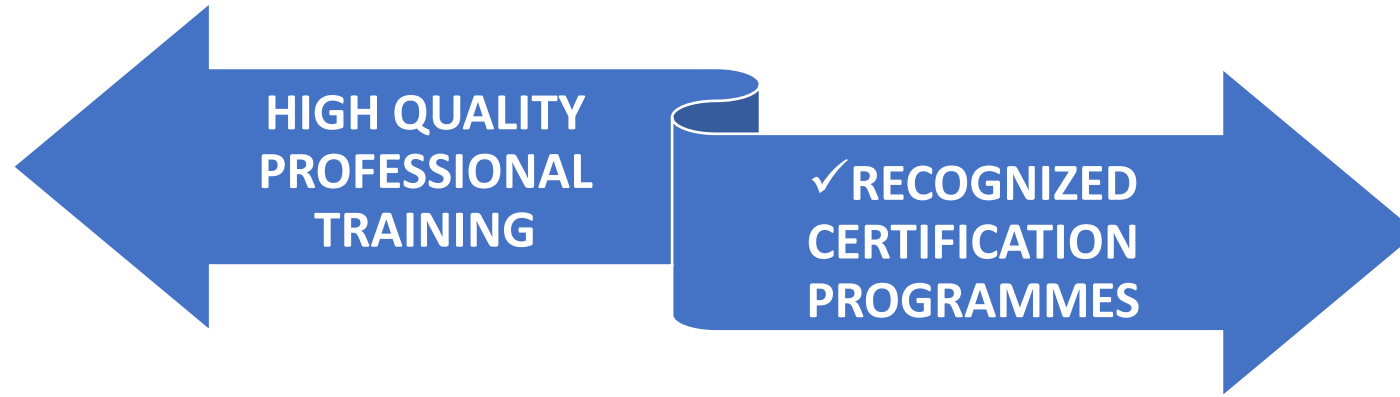 HIGH QUALITY
PROFESSIONAL
TRAINING
✓RECOGNIZED
CERTIFICATION
PROGRAMMES